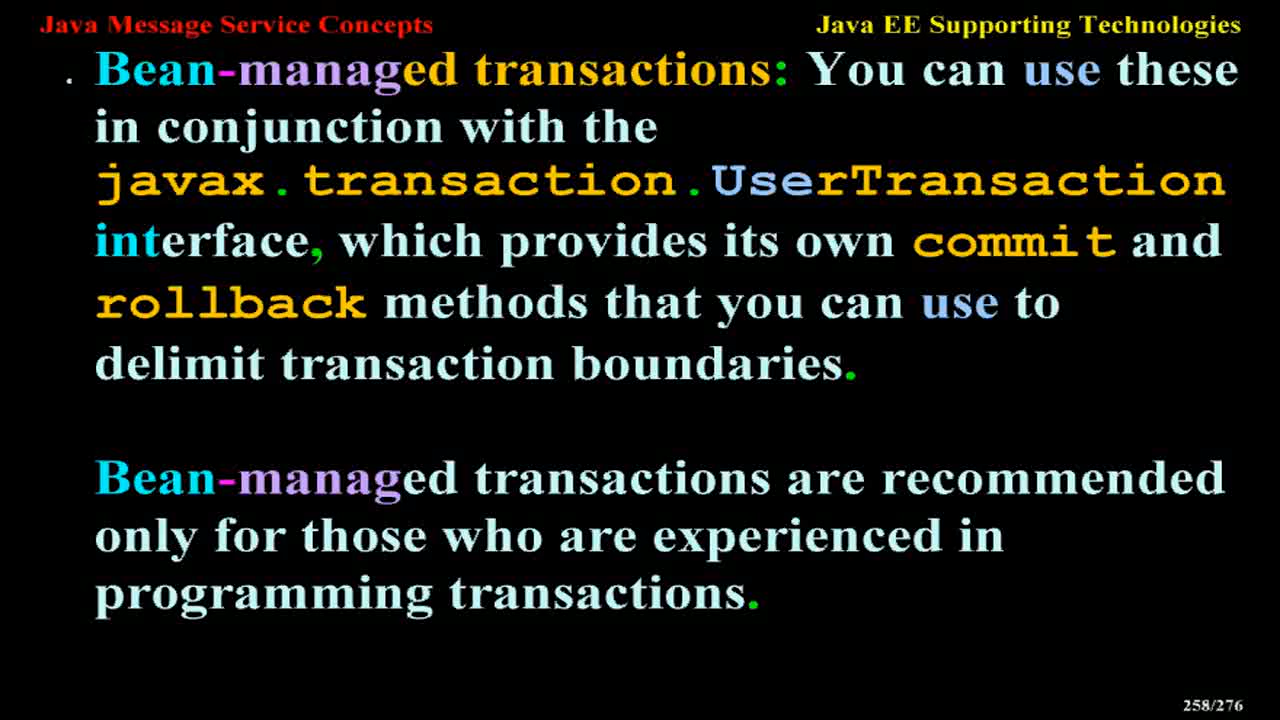 Java Message Service Concepts
Java EE Supporting Technologies
. Bean-managed transactions: You can use these
in conjunction with the
javax.transaction.UserTransaction
interface, which provides its own commit and
rollback methods that you can use to
delimit transaction boundaries.
Bean-managed transactions are recommended
only for those who are experienced in
programming transactions.
258/276